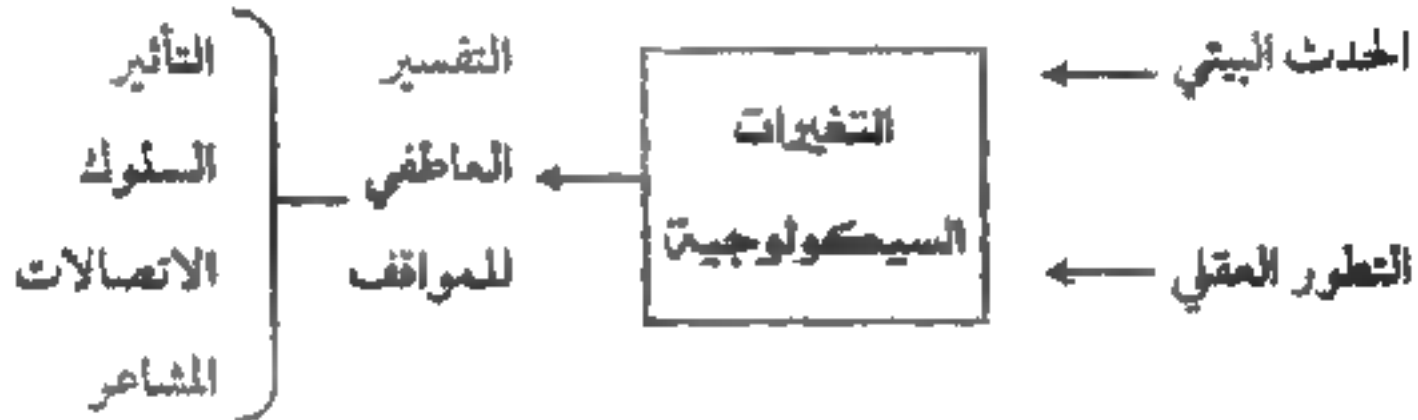 الحدث البيئي
التطور العقلي
التغيرات
السيكولوجية
التفسير
العاطفي
للمواقف
التأثير
السلوك
الاتصالات
المشاعر